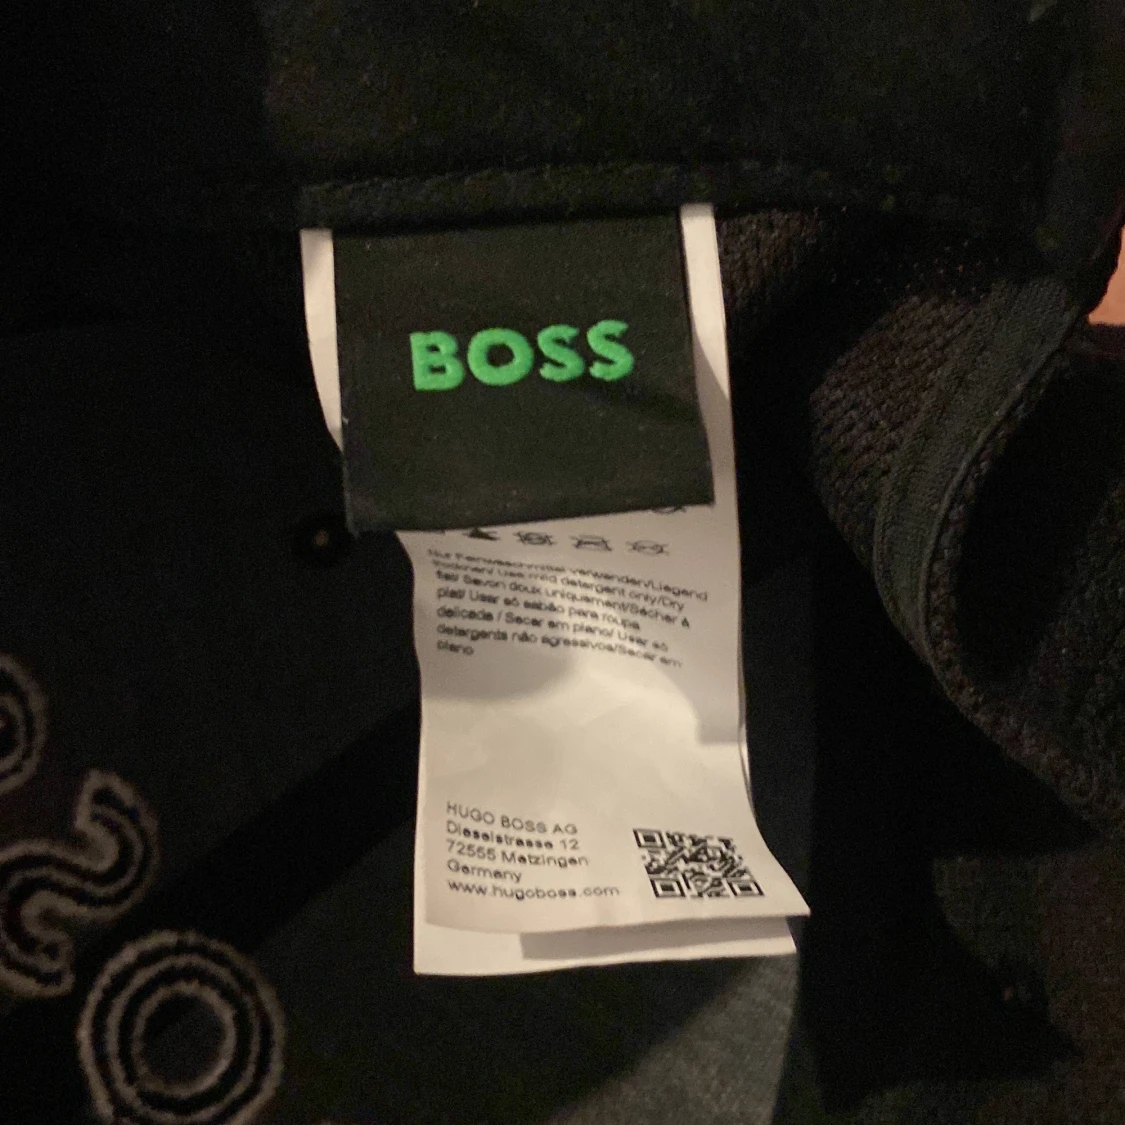 BOSS
Nur Feinwaschmittel verwenden/Liegend
trocknen/ Use mild detergent only/Dry
flat/ Savon doux uniquement/Sécher à
plat/ Usar só sabão para roupa
delicada / Secar em plano/ Usar só
detergents não agressivos/Secar em
plano
HUGO BOSS AG
Dieselstrasse 12
72555 Metzingen
Germany
www.hugoboss.com